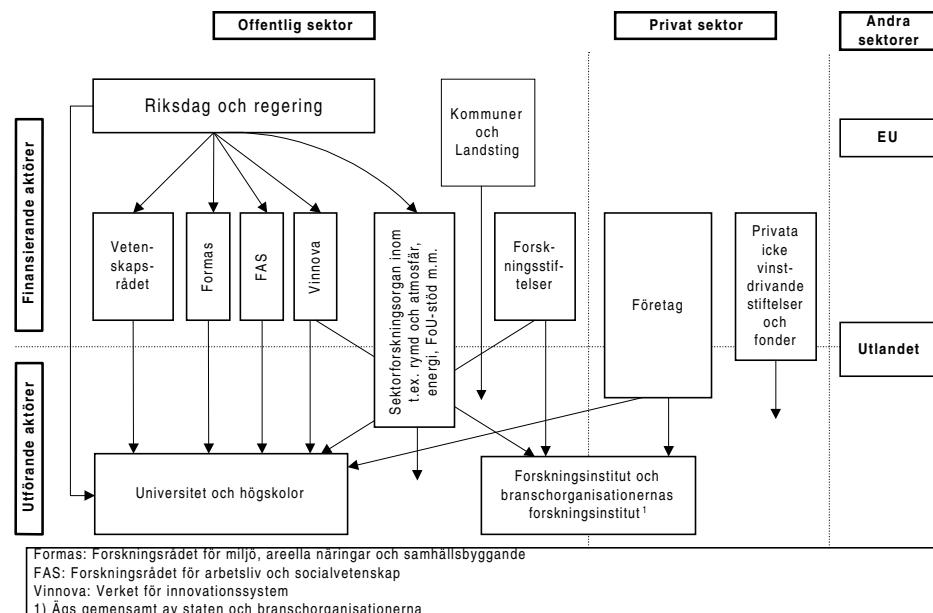 Offentlig sektor
Privat sektor
Andra
sektorer
Finansierande aktörer
Riksdag och regering
Kommuner
och
Landsting
EU
Veten-
skaps-
rådet
Formas
FAS
Vinnova
Sektorforskningsorgan inom
t.ex. rymd och atmosfär,
energi, FoU-stöd m.m.
Forsk-
ningsstif-
telser
Företag
Privata
icke
vinst-
drivande
stiftelser
och
fonder
Utlandet
Utförande aktörer
Universitet och högskolor
Forskningsinstitut och
branschorganisationernas
forskningsinstitut1
Formas: Forskningsrådet för miljö, areella näringar och samhällsbyggande
FAS: Forskningsrådet för arbetsliv och socialvetenskap
Vinnova: Verket för innovationssystem
1) Ägs gemensamt av staten och branschorganisationerna